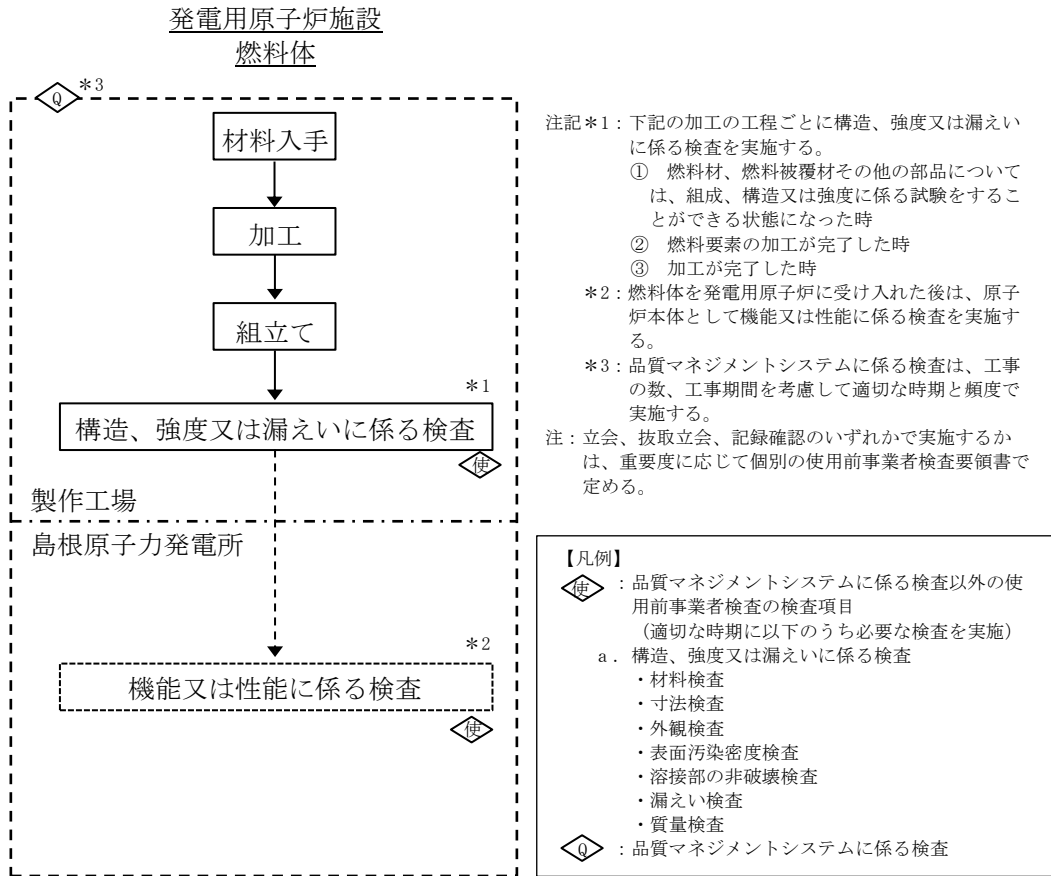 発電用原子炉施設
燃料体
Q
＊3
材料入手
加工
組立て
＊1
構造、強度又は漏えいに係る検査
使
製作工場
島根原子力発電所
＊2
機能又は性能に係る検査
使
注記＊1：下記の加工の工程ごとに構造、強度又は漏えい
に係る検査を実施する。
①　燃料材、燃料被覆材その他の部品について
は、組成、構造又は強度に係る試験をするこ
とができる状態になった時
②　燃料要素の加工が完了した時
③　加工が完了した時
＊2：燃料体を発電用原子炉に受け入れた後は、原子
炉本体として機能又は性能に係る検査を実施す
る。
＊3：品質マネジメントシステムに係る検査は、工事
の数、工事期間を考慮して適切な時期と頻度で
実施する。
注：立会、抜取立会、記録確認のいずれかで実施するか
は、重要度に応じて個別の使用前事業者検査要領書で
定める。
【凡例】
使：品質マネジメントシステムに係る検査以外の使
用前事業者検査の検査項目
（適切な時期に以下のうち必要な検査を実施）
a．構造、強度又は漏えいに係る検査
・材料検査
・寸法検査
・外観検査
・表面汚染密度検査
・溶接部の非破壊検査
・漏えい検査
・質量検査
Q：品質マネジメントシステムに係る検査